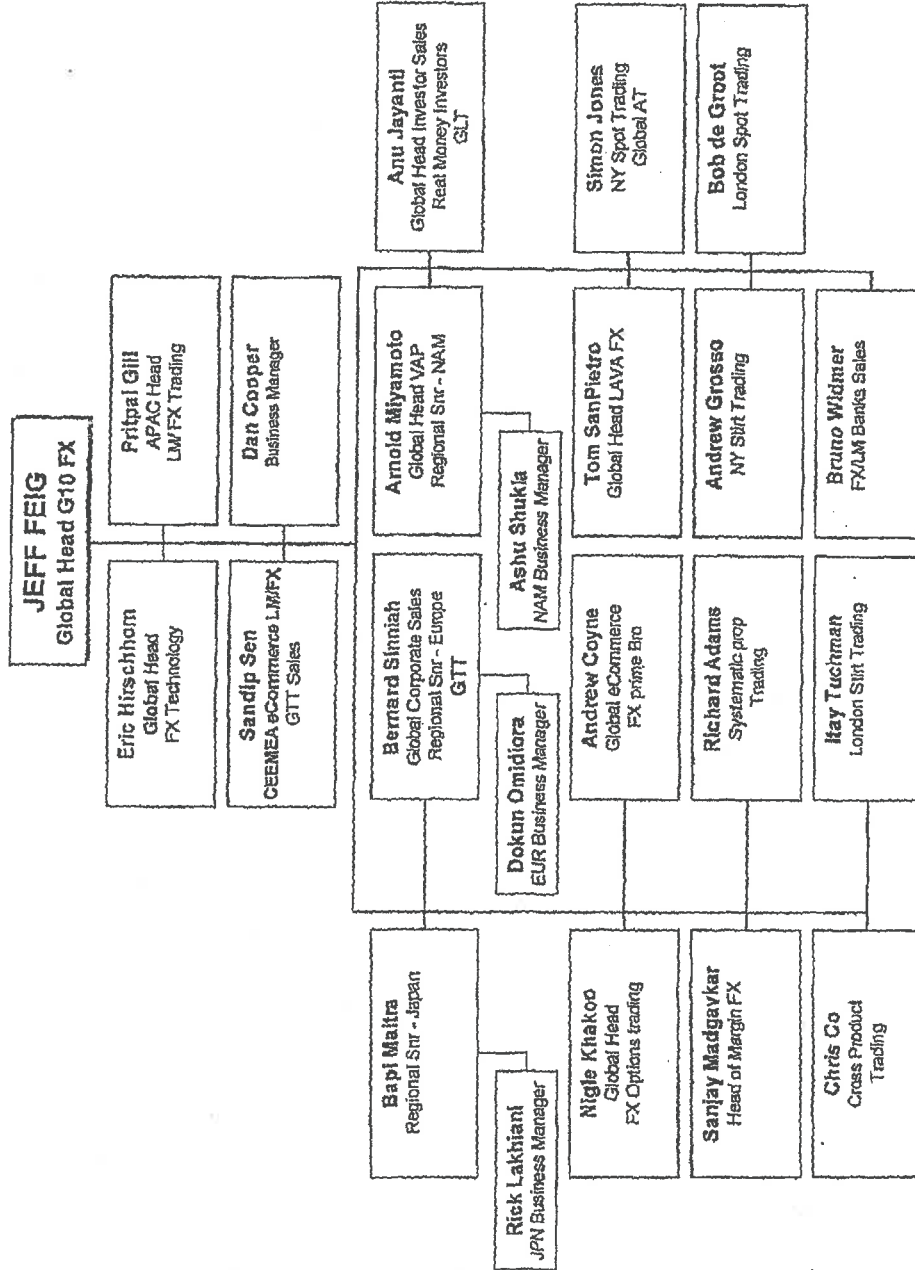 JEFF FEIG
Global Head G10 FX
Eric Hirschhorn
Global Head
FX Technology
Pritpal Gill
APAC Head
LM/FX Trading
Sandip Sen
CEEMEA eCommerce LM/FX
GTT Sales
Dan Cooper
Business Manager
Bapi Maitra
Regional Snr - Japan
Bernard Sinniah
Global Corporate Sales
Regional Snr - Europe
GTT
Arnold Miyamoto
Global Head VAP
Regional Snr - NAM
Anu Jayanti
Global Head Investor Sales
Real Money Investors
GLT
Rick Lakhiani
JPN Business Manager
Dokun Omidiora
EUR Business Manager
Ashu Shukla
NAM Business Manager
Nigle Khakoo
Global Head
FX Options trading
Andrew Coyne
Global eCommerce
FX prime Bro
Tom SanPietro
Global Head LAVA FX
Simon Jones
NY Spot Trading
Global AT
Sanjay Madgavkar
Head of Margin FX
Richard Adams
Systematic prop
Trading
Andrew Grosso
NY Stirt Trading
Bob de Groot
London Spot Trading
Chris Co
Cross Product
Trading
Itay Tuchman
London Stirt Trading
Bruno Widmer
FX/LM Banks Sales